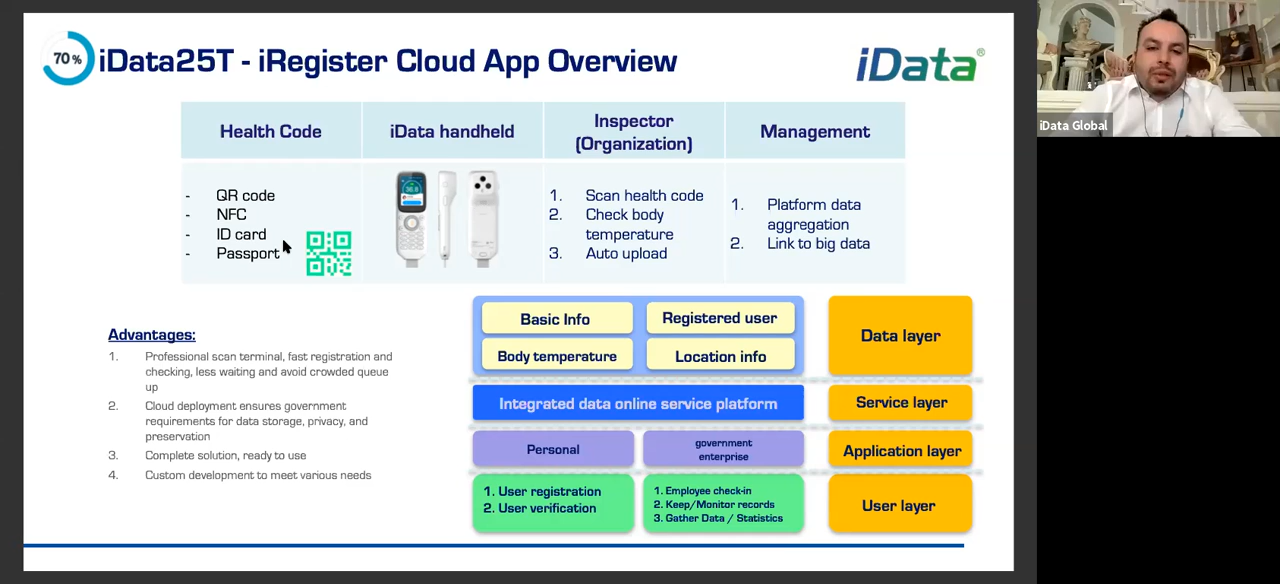 70 %
iData25T - iRegister Cloud App Overview
iData®
Health Code
iData handheld
Inspector
(Organization)
Management
- QR code
- NFC
- ID card
- Passport
1. Scan health code
2. Check body
temperature
3. Auto upload
1. Platform data
aggregation
2. Link to big data
Advantages:
1. Professional scan terminal, fast registration and
checking, less waiting and avoid crowded queue
up
2. Cloud deployment ensures government
requirements for data storage, privacy, and
preservation
3. Complete solution, ready to use
4. Custom development to meet various needs
Basic Info
Registered user
Body temperature
Location info
Data layer
Integrated data online service platform
Service layer
Personal
government
enterprise
Application layer
1. User registration
2. User verification
1. Employee check-in
2. Keep/Monitor records
3. Gather Data / Statistics
User layer
iData Global